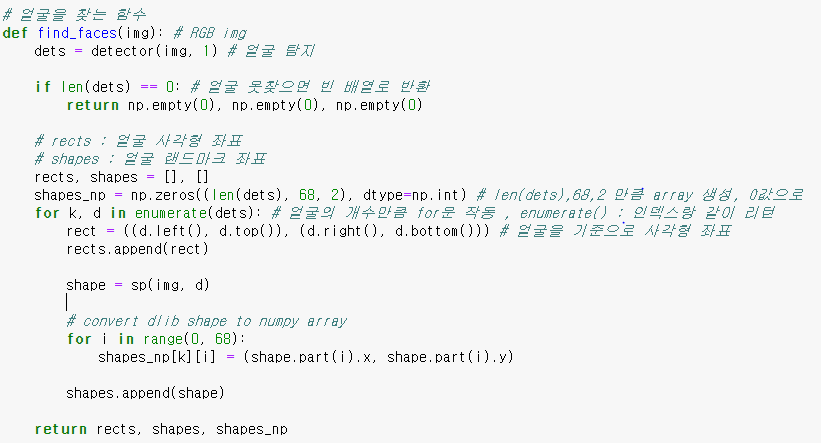 # 얼굴을 찾는 함수
def find_faces(img): # RGB img
    dets = detector(img, 1) # 얼굴 탐지
    if len(dets) == 0: # 얼굴 못찾으면 빈 배열로 반환
        return np.empty(0), np.empty(0), np.empty(0)
    # rects : 얼굴 사각형 좌표
    # shapes : 얼굴 랜드마크 좌표
    rects, shapes = [], []
    shapes_np = np.zeros((len(dets), 68, 2), dtype=np.int) # len(dets),68,2 만큼 array 생성, 0값으로
    for k, d in enumerate(dets): # 얼굴의 개수만큼 for문 작동 , enumerate() : 인덱스랑 같이 리턴
        rect = ((d.left(), d.top()), (d.right(), d.bottom())) # 얼굴을 기준으로 사각형 좌표
        rects.append(rect)
        shape = sp(img, d)
        # convert dlib shape to numpy array
        for i in range(0, 68):
            shapes_np[k][i] = (shape.part(i).x, shape.part(i).y)
        shapes.append(shape)
    return rects, shapes, shapes_np